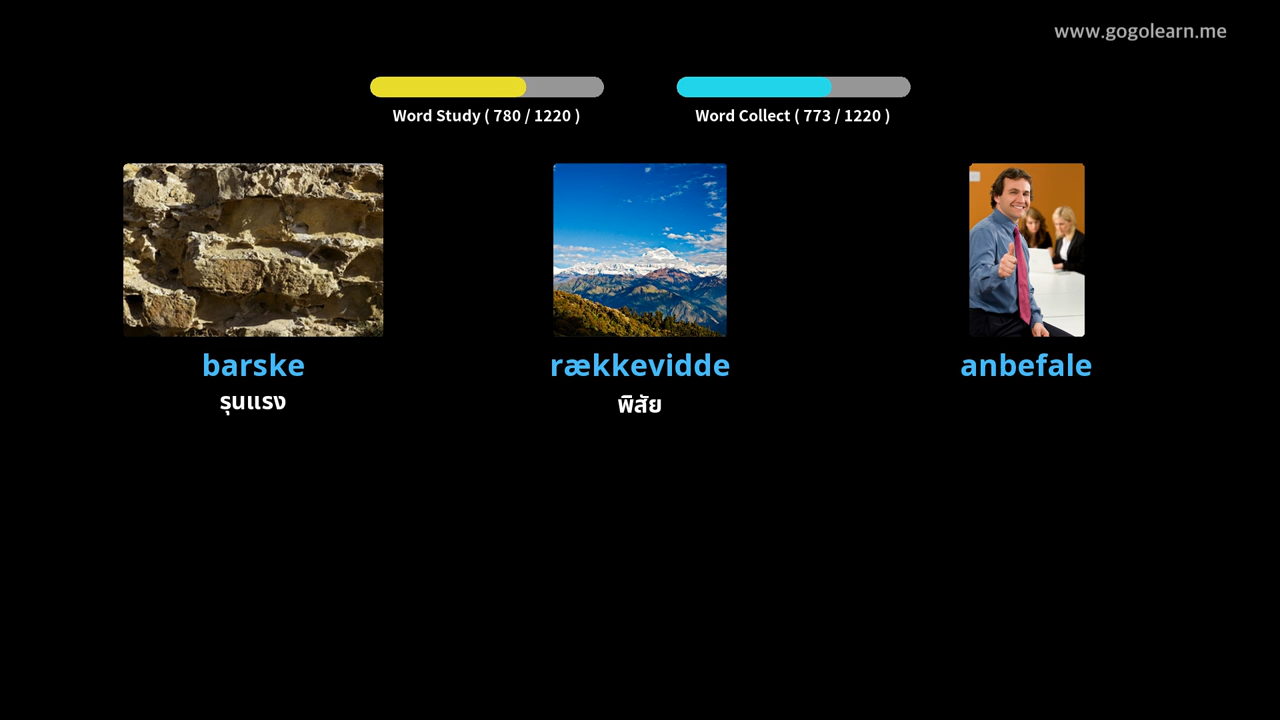 www.gogolearn.me
Word Study ( 780 / 1220 )
Word Collect ( 773 / 1220 )
barske
rækkevidde
anbefale
รุนแรง
พิสัย